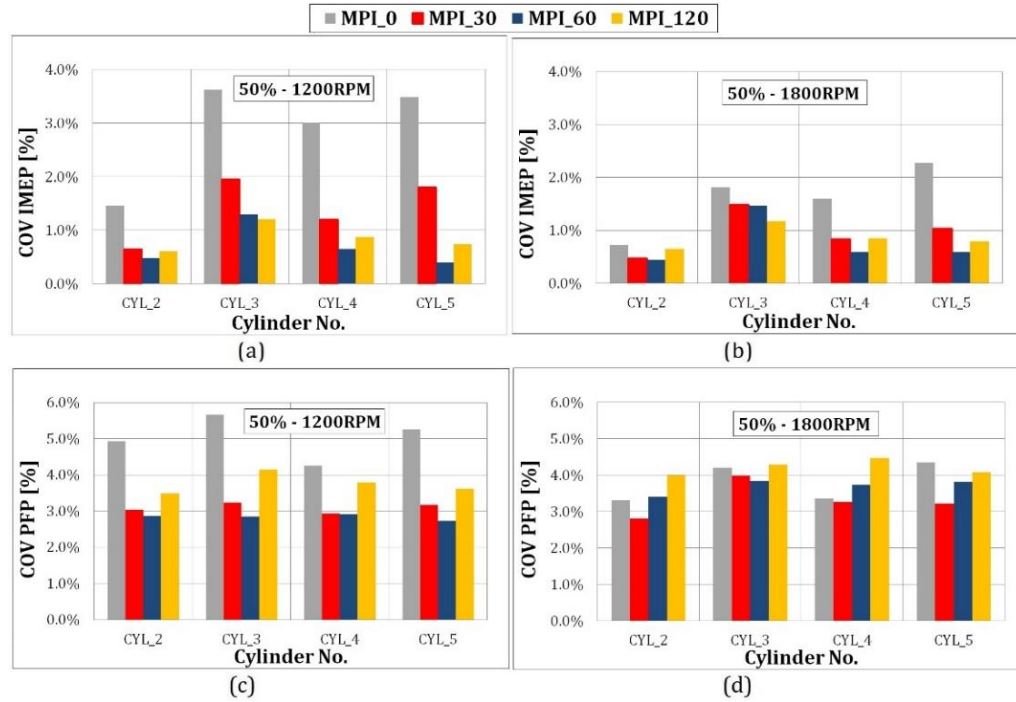 MPI_0 MPI_30 MPI_60 MPI_120
4.0%
3.0%
2.0%
1.0%
0.0%
COV IMEP [%]
50% - 1200RPM
CYL_2 CYL_3 CYL_4 CYL_5
Cylinder No.
(a)
4.0%
3.0%
2.0%
1.0%
0.0%
COV IMEP [%]
50% - 1800RPM
CYL_2 CYL_3 CYL_4 CYL_5
Cylinder No.
(b)
6.0%
5.0%
4.0%
3.0%
2.0%
1.0%
0.0%
COV PFP [%]
50% - 1200RPM
CYL_2 CYL_3 CYL_4 CYL_5
Cylinder No.
(c)
6.0%
5.0%
4.0%
3.0%
2.0%
1.0%
0.0%
COV PFP [%]
50% - 1800RPM
CYL_2 CYL_3 CYL_4 CYL_5
Cylinder No.
(d)